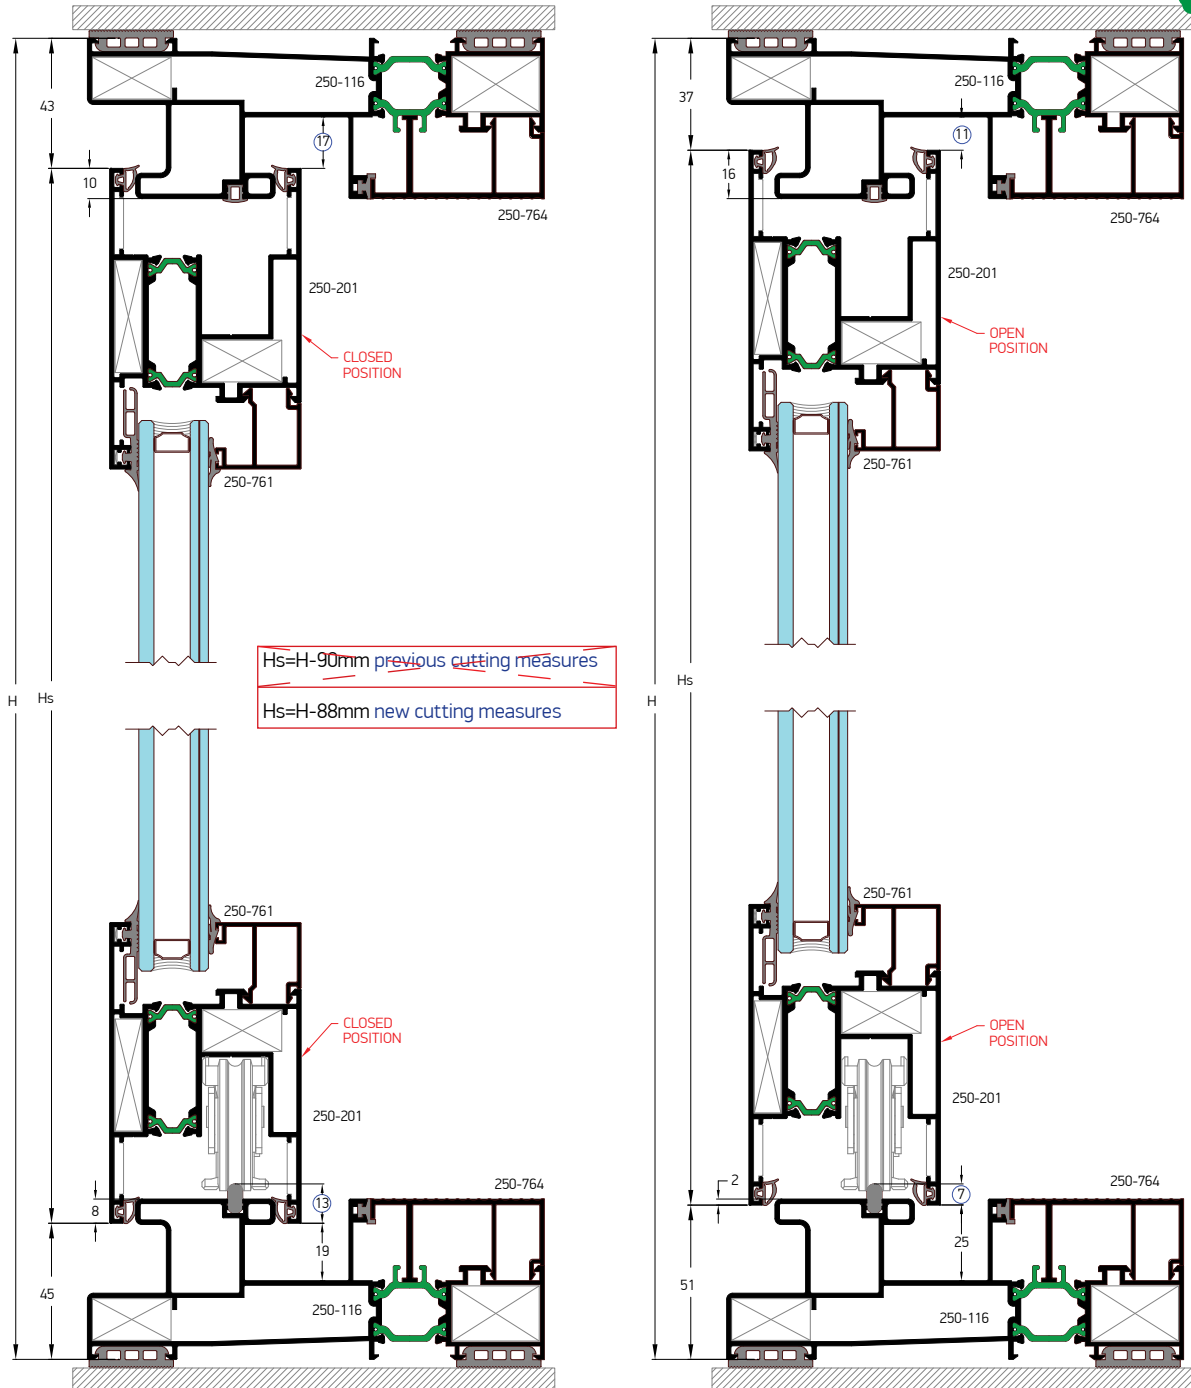 43
250-116
17
10
250-764
250-201
CLOSED
POSITION
250-761
37
250-116
11
16
250-764
250-201
OPEN
POSITION
250-761
Hs=H-90mm previous cutting measures
Hs=H-88mm new cutting measures
H
Hs
H
Hs
250-761
CLOSED
POSITION
250-201
250-764
8
13
19
45
250-116
250-761
OPEN
POSITION
250-201
250-764
2
7
25
51
250-116